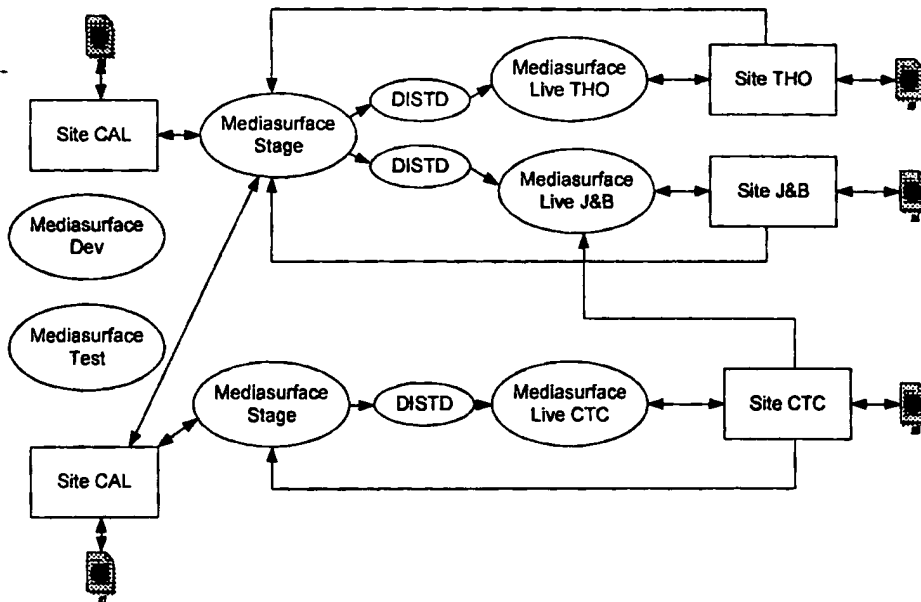 Site CAL
Mediasurface
Stage
DISTD
Mediasurface
Live THO
Site THO
DISTD
Mediasurface
Live J&B
Site J&B
Mediasurface
Dev
Mediasurface
Test
Site CAL
Mediasurface
Stage
DISTD
Mediasurface
Live CTC
Site CTC